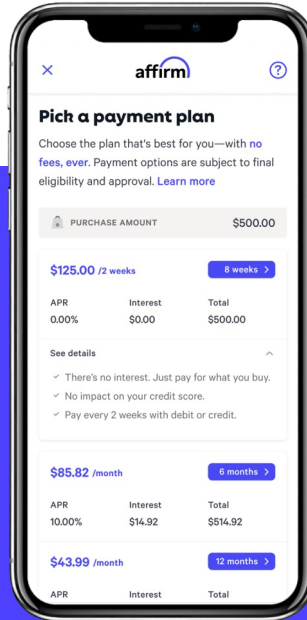 affirm
?
Pick a payment plan
Choose the plan that's best for you—with no
fees, ever. Payment options are subject to final
eligibility and approval. Learn more
PURCHASE AMOUNT $500.00
$125.00 /2 weeks 8 weeks >
APR Interest Total
0.00% $0.00 $500.00
See details
There's no interest. Just pay for what you buy.
No impact on your credit score.
Pay every 2 weeks with debit or credit.
$85.82 /month 6 months >
APR Interest Total
10.00% $14.92 $514.92
$43.99 /month 12 months >
APR Interest Total